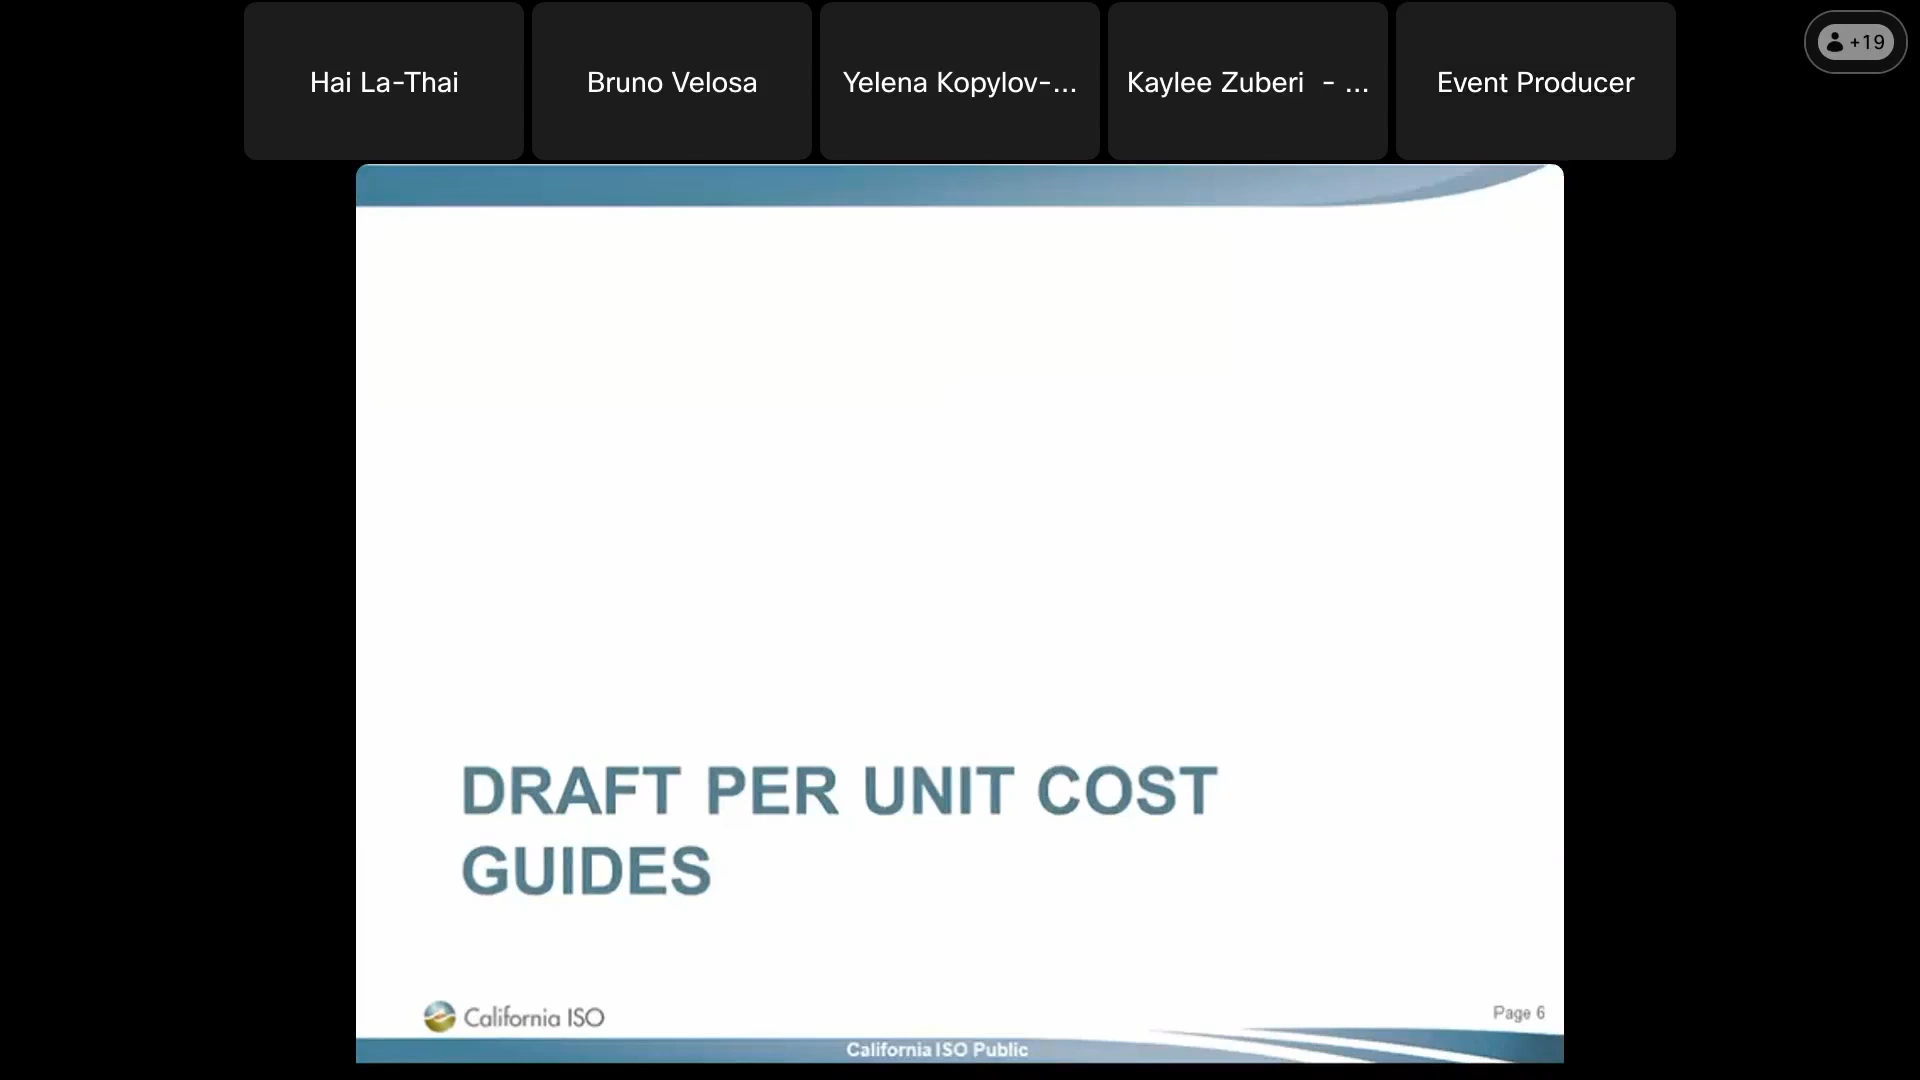 Hai La-Thai
Bruno Velosa
Yelena Kopylov-...
Kaylee Zuberi - ...
Event Producer
+19
DRAFT PER UNIT COST
GUIDES
California ISO
Page 6
California ISO Public